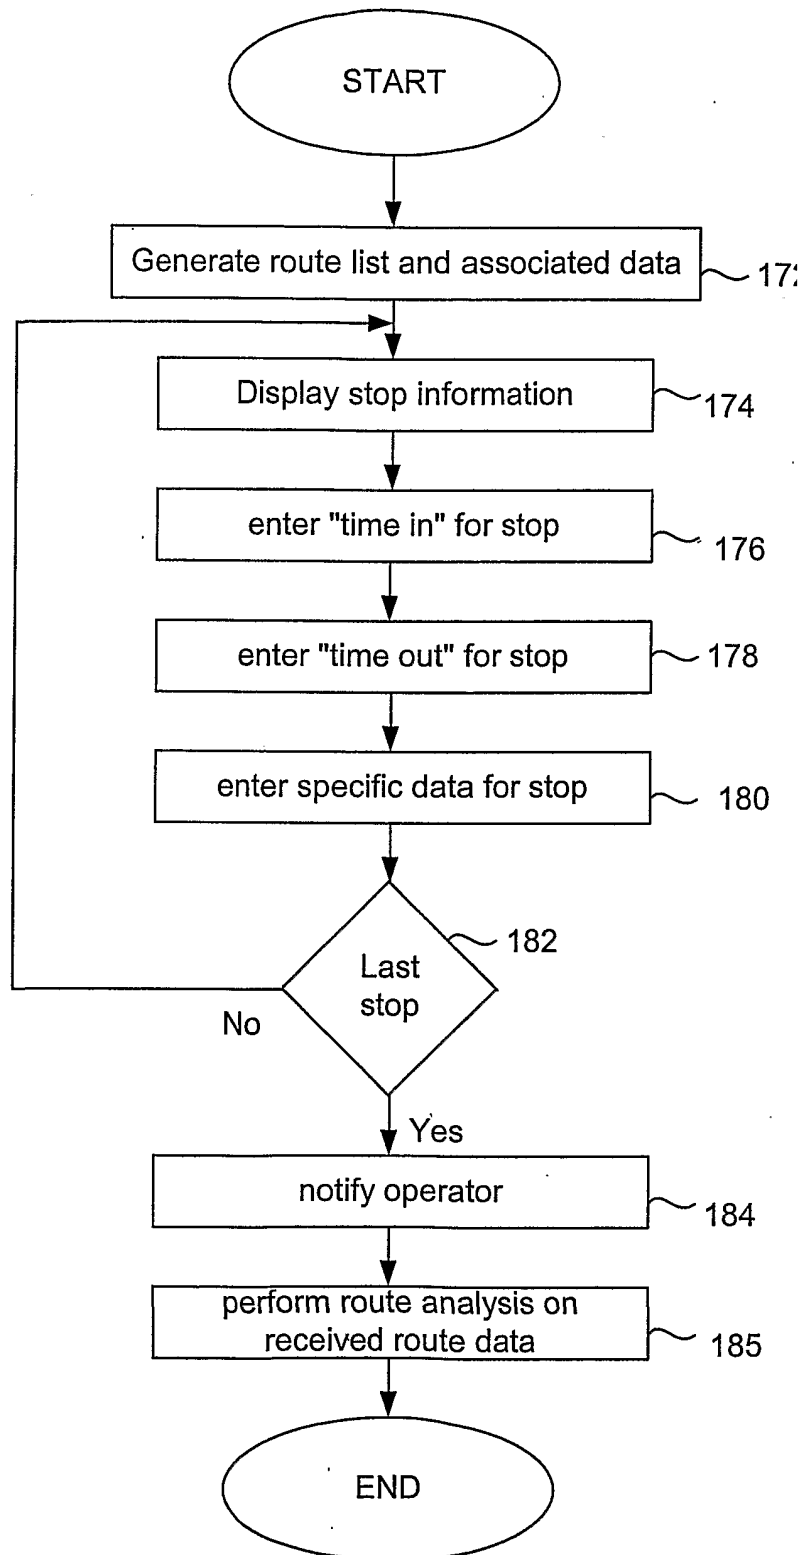 START
Generate route list and associated data
172
Display stop information
174
enter "time in" for stop
176
enter "time out" for stop
178
enter specific data for stop
180
182
Last
stop
No
Yes
notify operator
184
perform route analysis on
received route data
185
END